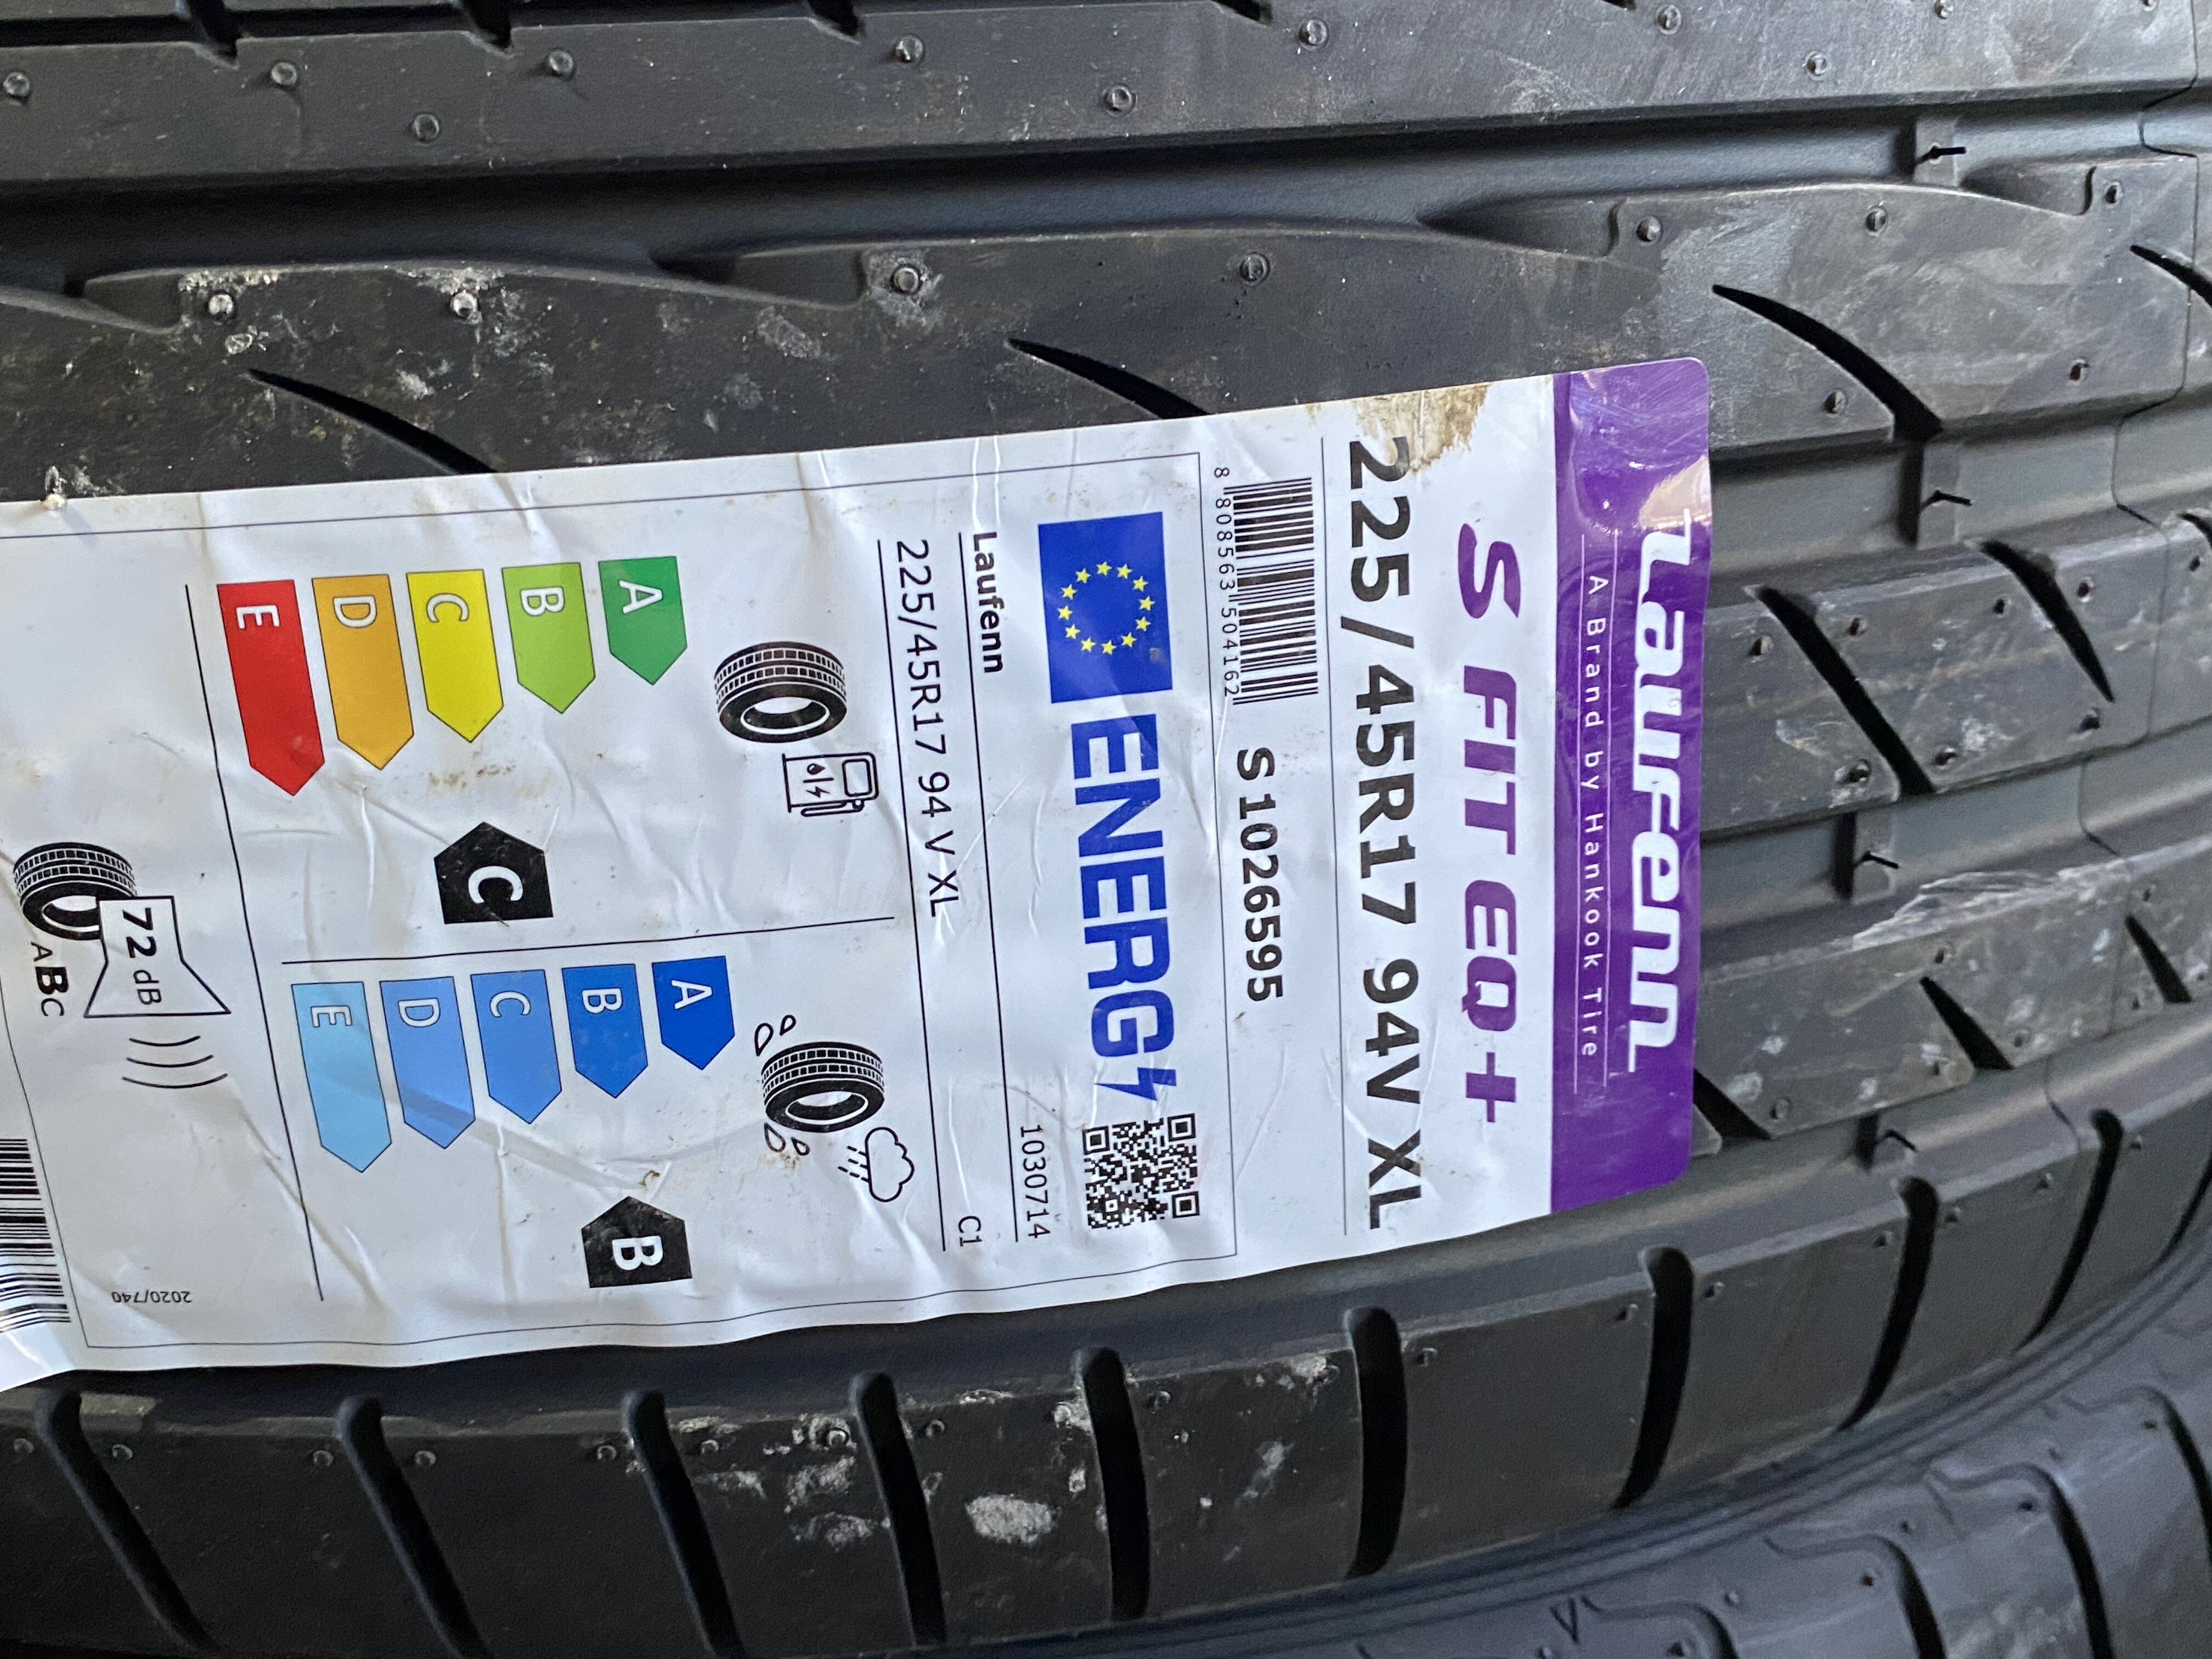 Laufenn
A Brand by Hankook Tire
S FIT EQ+
225/45R17 94V XL
8 808563 504162
S 1026595
ENERG
Laufenn
1030714
225/45R17 94 V XL
C1
A
B
C
D
E
C
A
B
C
D
E
B
72 dB
ABC
2020/740